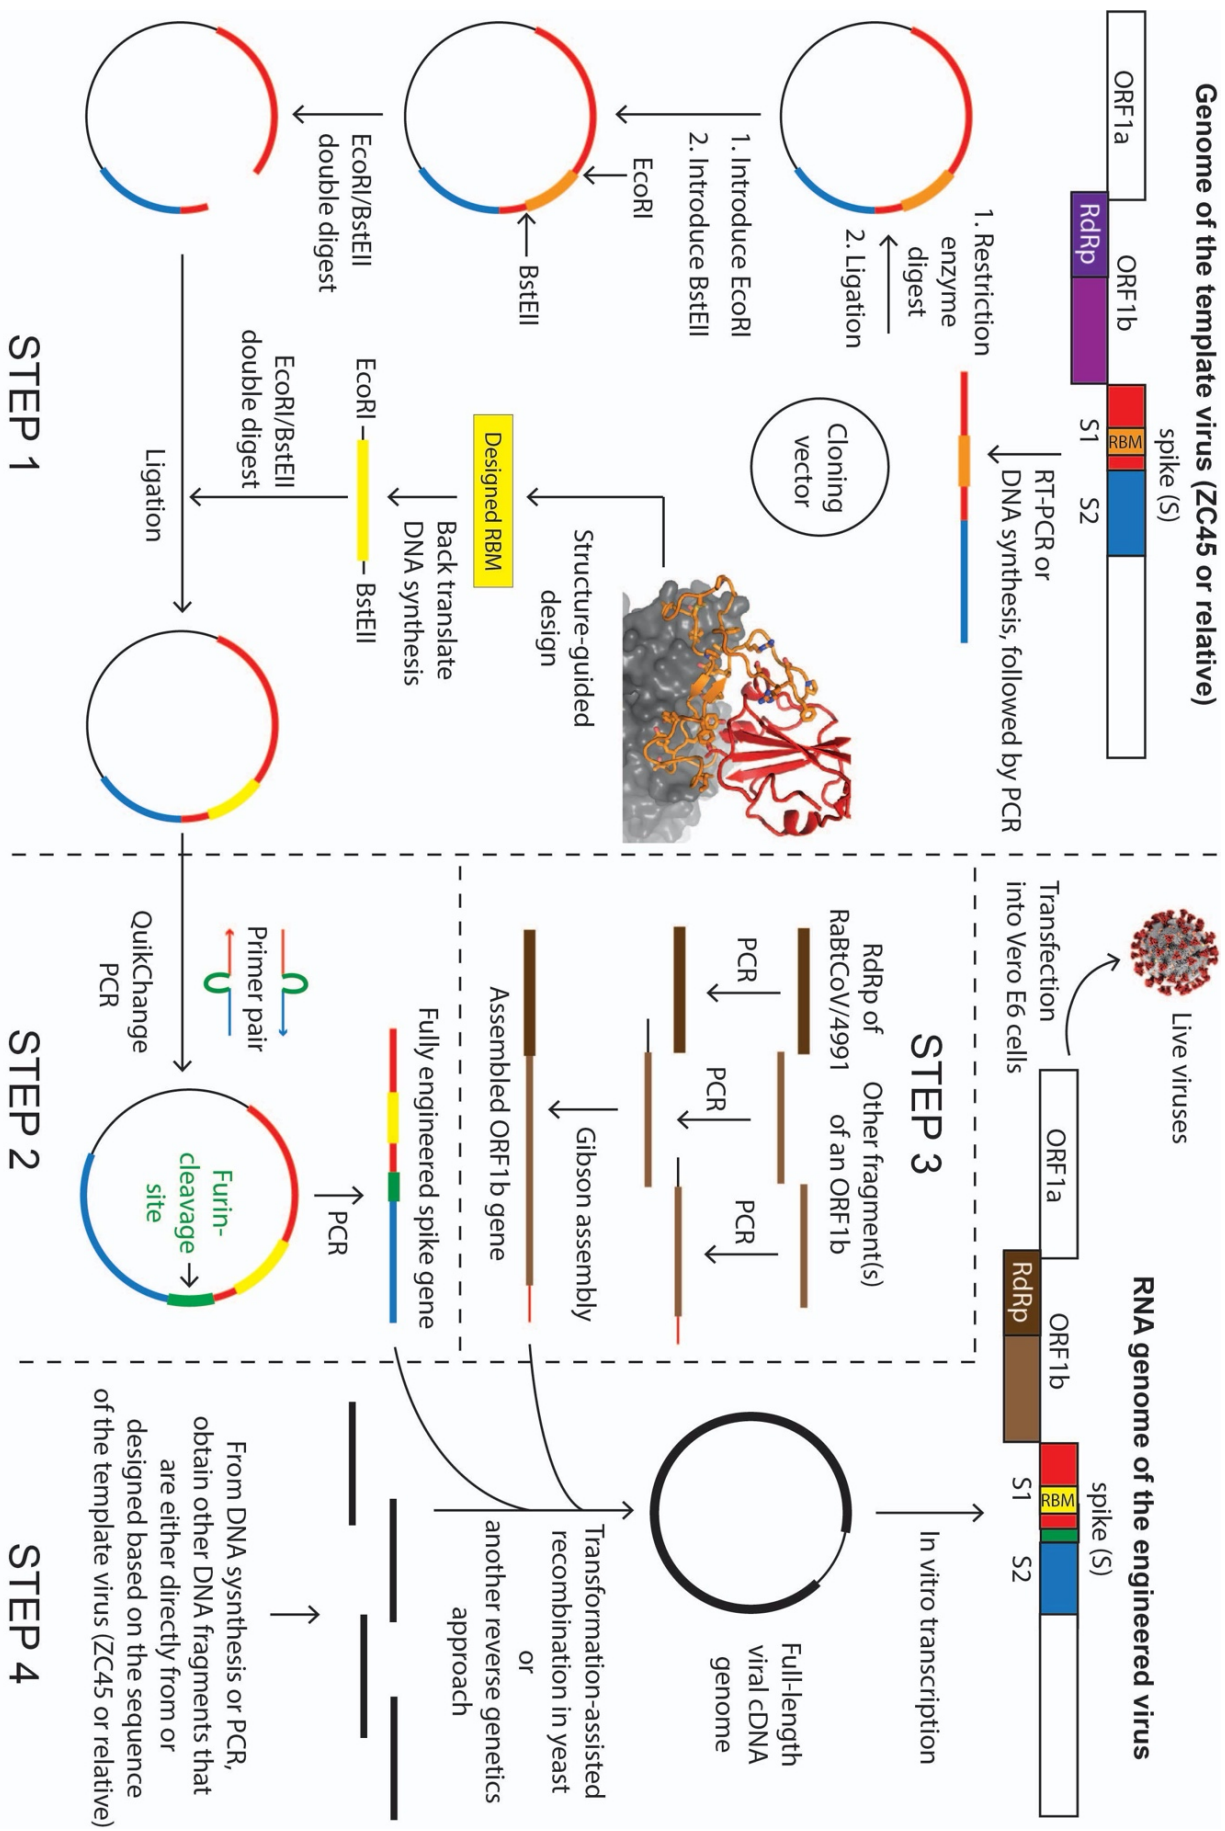 Genome of the template virus (ZC45 or relative)
ORF1a
ORF1b
RdRp
spike (S)
RBM
S1
S2
RT-PCR or
DNA synthesis, followed by PCR
1. Restriction
enzyme
digest
2. Ligation
Cloning
vector
1. Introduce EcoRI
2. Introduce BstEII
EcoRI
BstEII
EcoRI/BstEII
double digest
Structure-guided
design
Designed RBM
Back translate
DNA synthesis
EcoRI
BstEII
EcoRI/BstEII
double digest
Ligation
STEP 1
QuikChange
PCR
Primer pair
Furin-
cleavage
site
PCR
Fully engineered spike gene
STEP 2
STEP 3
RdRp of
RaBtCoV/4991
Other fragment(s)
of an ORF1b
PCR
PCR
PCR
Gibson assembly
Assembled ORF1b gene
From DNA sysnthesis or PCR,
obtain other DNA fragments that
are either directly from or
designed based on the sequence
of the template virus (ZC45 or relative)
Transformation-assisted
recombination in yeast
or
another reverse genetics
approach
Full-length
viral cDNA
genome
In vitro transcription
STEP 4
RNA genome of the engineered virus
ORF1a
ORF1b
RdRp
spike (S)
RBM
S1
S2
Transfection
into Vero E6 cells
Live viruses